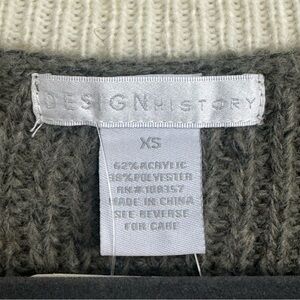 DESIGNHISTORY
XS
62% ACRYLIC
38% POLYESTER
RN#108357
MADE IN CHINA
SEE REVERSE
FOR CARE